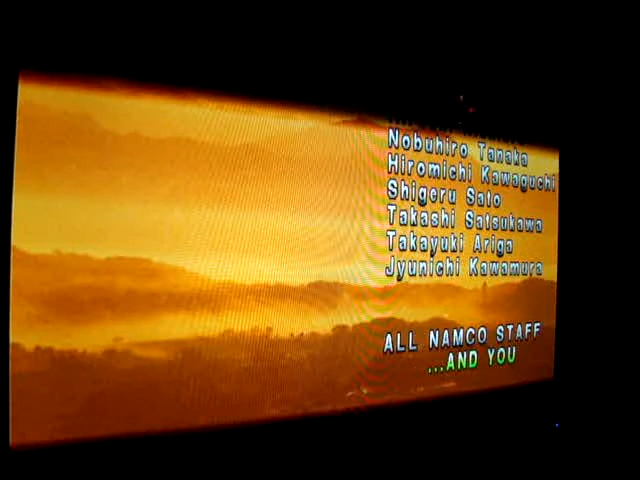 Nobuhiro Tanaka
Hiromichi Kawaguchi
Shigeru Sato
Takashi Satsukawa
Takayuki Ariga
Jyunichi Kawamura
ALL NAMCO STAFF
...AND YOU